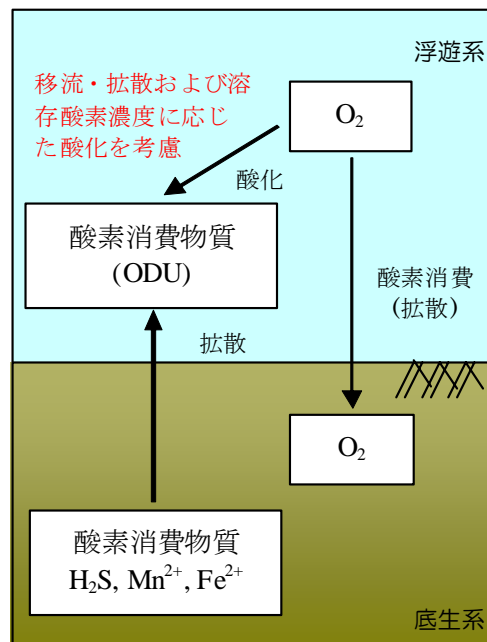 浮遊系
移流・拡散および溶
存酸素濃度に応じ
た酸化を考慮
O₂
酸化
酸素消費物質
(ODU)
酸素消費
(拡散)
拡散
O₂
酸素消費物質
H₂S, Mn²⁺, Fe²⁺
底生系